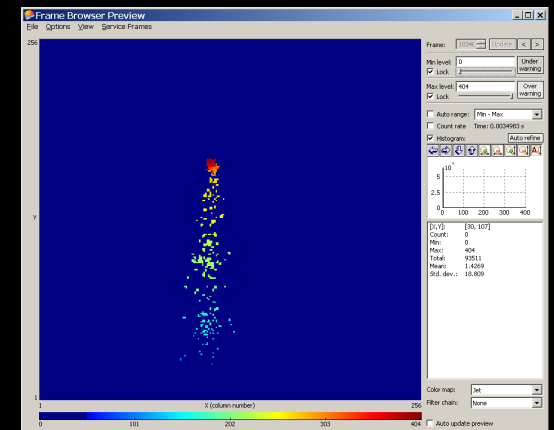 Frame Browser Preview
File Options View Service Frames
256
Y
1
1 X (column number) 256
0 101 202 303 404
Frame: Update < >
Min level: 0 Under warning
Lock
Max level: 404 Over warning
Lock
Auto range: Min - Max
Count rate Time: 0.0034983 s
Histogram: Auto refine
5
2.5
0
0 100 200 300 400
[X,Y]: [30, 107]
Count: 0
Min: 0
Max: 404
Total: 93511
Mean: 1.4269
Std. dev.: 18.809
Color map: Jet
Filter chain: None
Auto update preview